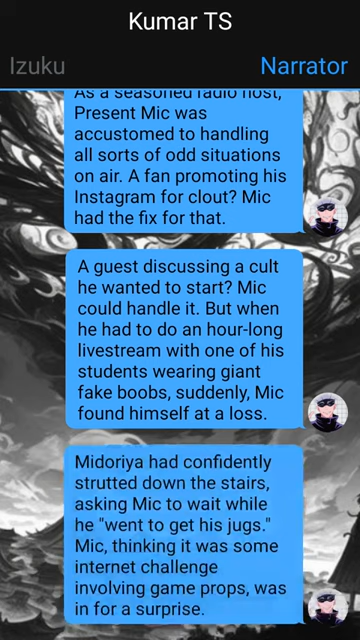 Kumar TS
Izuku
Narrator
As a seasoned radio host,
Present Mic was
accustomed to handling
all sorts of odd situations
on air. A fan promoting his
Instagram for clout? Mic
had the fix for that.
A guest discussing a cult
he wanted to start? Mic
could handle it. But when
he had to do an hour-long
livestream with one of his
students wearing giant
fake boobs, suddenly, Mic
found himself at a loss.
Midoriya had confidently
strutted down the stairs,
asking Mic to wait while
he "went to get his jugs."
Mic, thinking it was some
internet challenge
involving game props, was
in for a surprise.